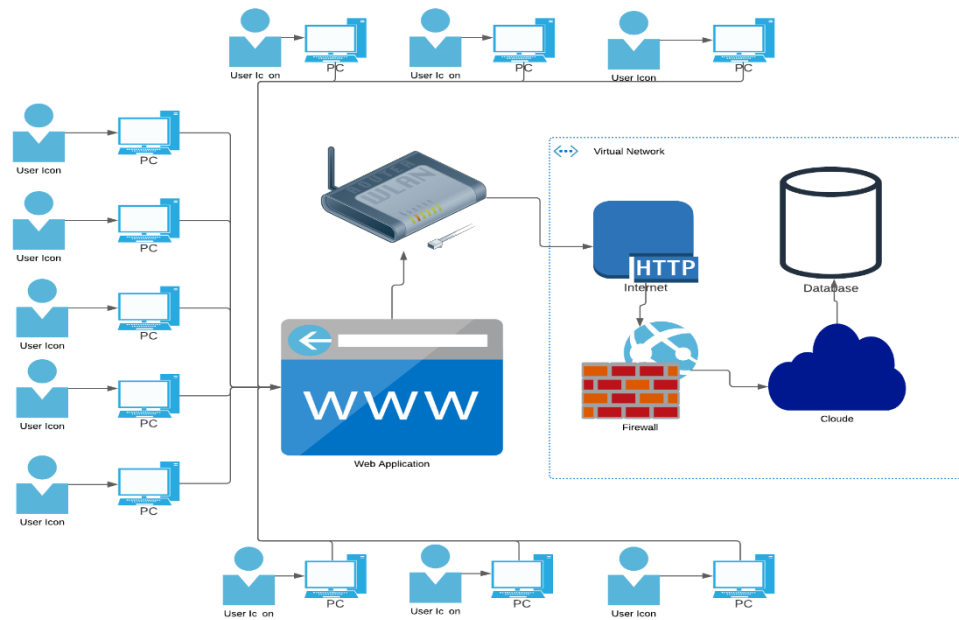 User Ic on
PC
User Ic on
PC
User Icon
PC
User Icon
PC
User Icon
PC
User Icon
PC
User Icon
PC
User Icon
PC
WLAN
WWW
Web Application
Virtual Network
HTTP
Internet
Firewall
Database
Cloude
User Ic on
PC
User Ic on
PC
User Icon
PC